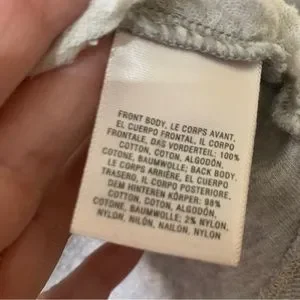 FRONT BODY, LE CORPS AVANT,
EL CUERPO FRONTAL, IL CORPO
FRONTALE, DAS VORDERTEIL; 100%
COTTON, COTON, ALGODÓN,
COTONE, BAUMWOLLE; BACK BODY,
LE CORPS ARRIÈRE, EL CUERPO
TRASERO, IL CORPO POSTERIORE,
DEM HINTEREN KÖRPER: 98%
COTTON, COTON, ALGODÓN,
COTONE, BAUMWOLLE; 2% NYLON,
NYLON, NILÓN, NAILON, NYLON